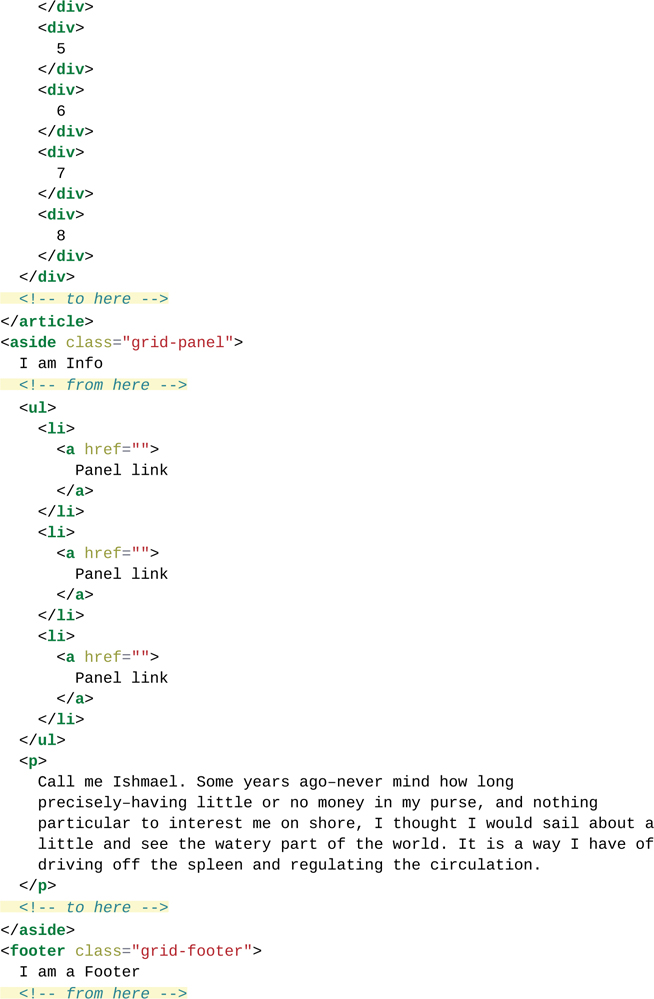 </div>
    <div>
      5
    </div>
    <div>
      6
    </div>
    <div>
      7
    </div>
    <div>
      8
    </div>
  </div>
  <!-- to here -->
</article>
<aside class="grid-panel">
  I am Info
  <!-- from here -->
  <ul>
    <li>
      <a href="">
        Panel link
      </a>
    </li>
    <li>
      <a href="">
        Panel link
      </a>
    </li>
    <li>
      <a href="">
        Panel link
      </a>
    </li>
  </ul>
  <p>
    Call me Ishmael. Some years ago–never mind how long
    precisely–having little or no money in my purse, and nothing
    particular to interest me on shore, I thought I would sail about a
    little and see the watery part of the world. It is a way I have of
    driving off the spleen and regulating the circulation.
  </p>
  <!-- to here -->
</aside>
<footer class="grid-footer">
  I am a Footer
  <!-- from here -->